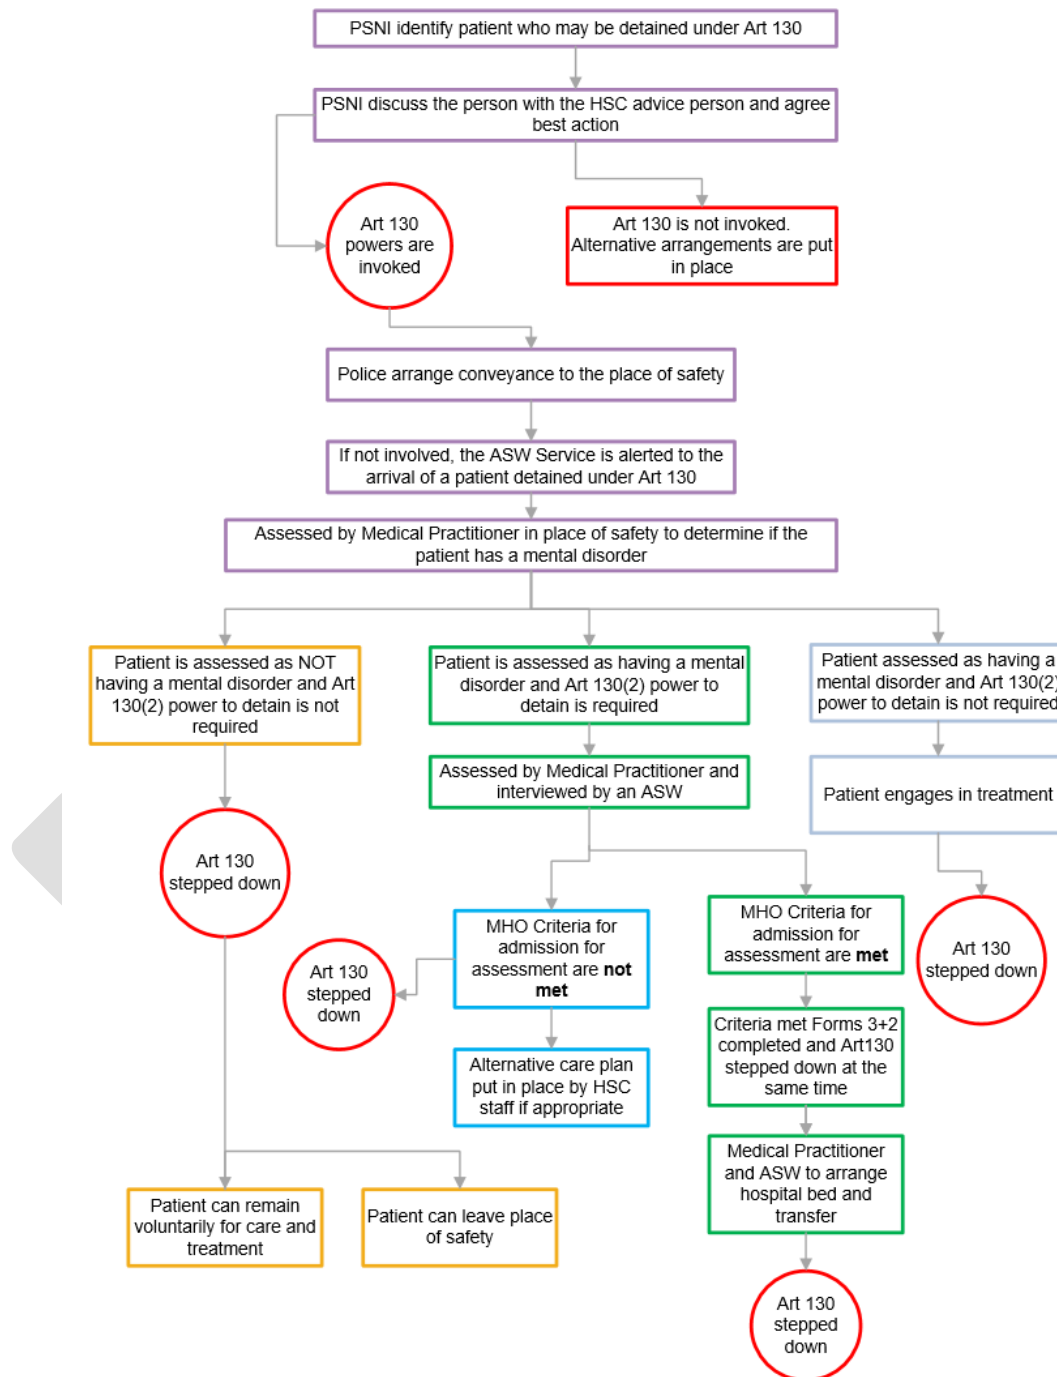 PSNI identify patient who may be detained under Art 130
PSNI discuss the person with the HSC advice person and agree
best action
Art 130
powers are
invoked
Art 130 is not invoked.
Alternative arrangements are put
in place
Police arrange conveyance to the place of safety
If not involved, the ASW Service is alerted to the
arrival of a patient detained under Art 130
Assessed by Medical Practitioner in place of safety to determine if the
patient has a mental disorder
Patient is assessed as NOT
having a mental disorder and Art
130(2) power to detain is not
required
Patient is assessed as having a mental
disorder and Art 130(2) power to
detain is required
Patient assessed as having a
mental disorder and Art 130(2)
power to detain is not required
Assessed by Medical Practitioner and
interviewed by an ASW
Patient engages in treatment
Art 130
stepped down
MHO Criteria for
admission for
assessment are not
met
Art 130
stepped
down
Alternative care plan
put in place by HSC
staff if appropriate
MHO Criteria for
admission for
assessment are met
Art 130
stepped down
Criteria met Forms 3+2
completed and Art130
stepped down at the
same time
Medical Practitioner
and ASW to arrange
hospital bed and
transfer
Patient can remain
voluntarily for care and
treatment
Patient can leave place
of safety
Art 130
stepped
down